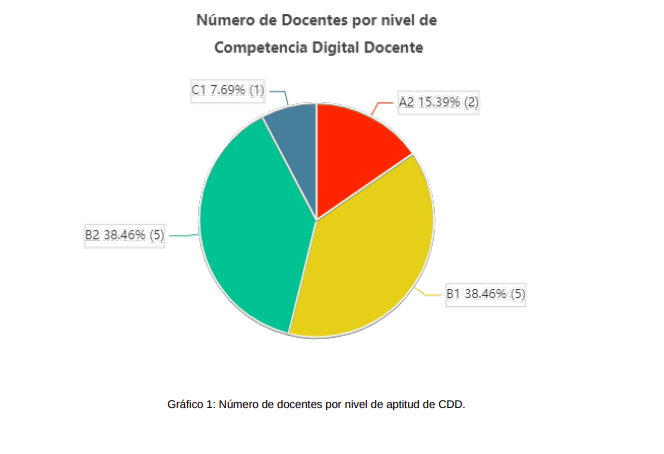 Número de Docentes por nivel de
Competencia Digital Docente
C1 7.69% (1)
A2 15.39% (2)
B2 38.46% (5)
B1 38.46% (5)
Gráfico 1: Número de docentes por nivel de aptitud de CDD.